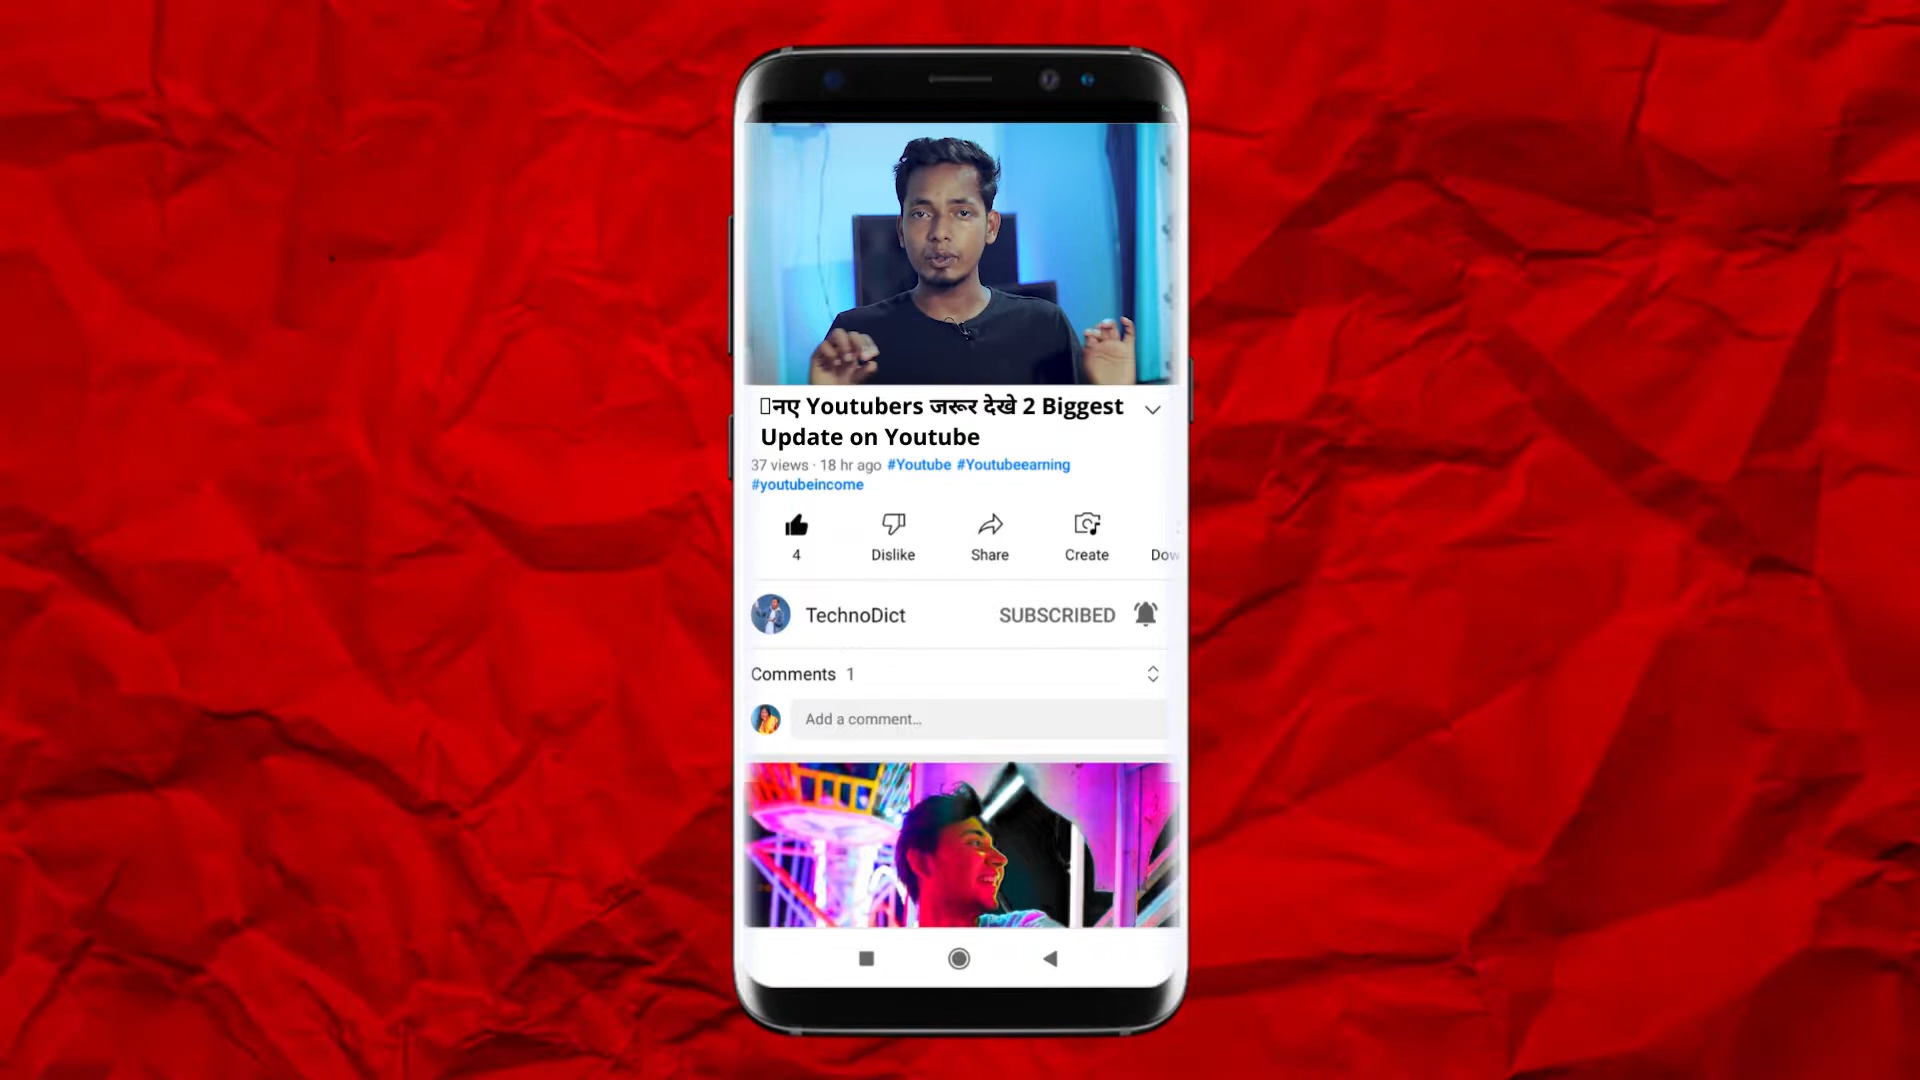 नए Youtubers जरूर देखे 2 Biggest
Update on Youtube
37 views · 18 hr ago #Youtube #Youtubeearning
#youtubeincome
4 Dislike Share Create Dow
TechnoDict SUBSCRIBED
Comments 1
Add a comment...